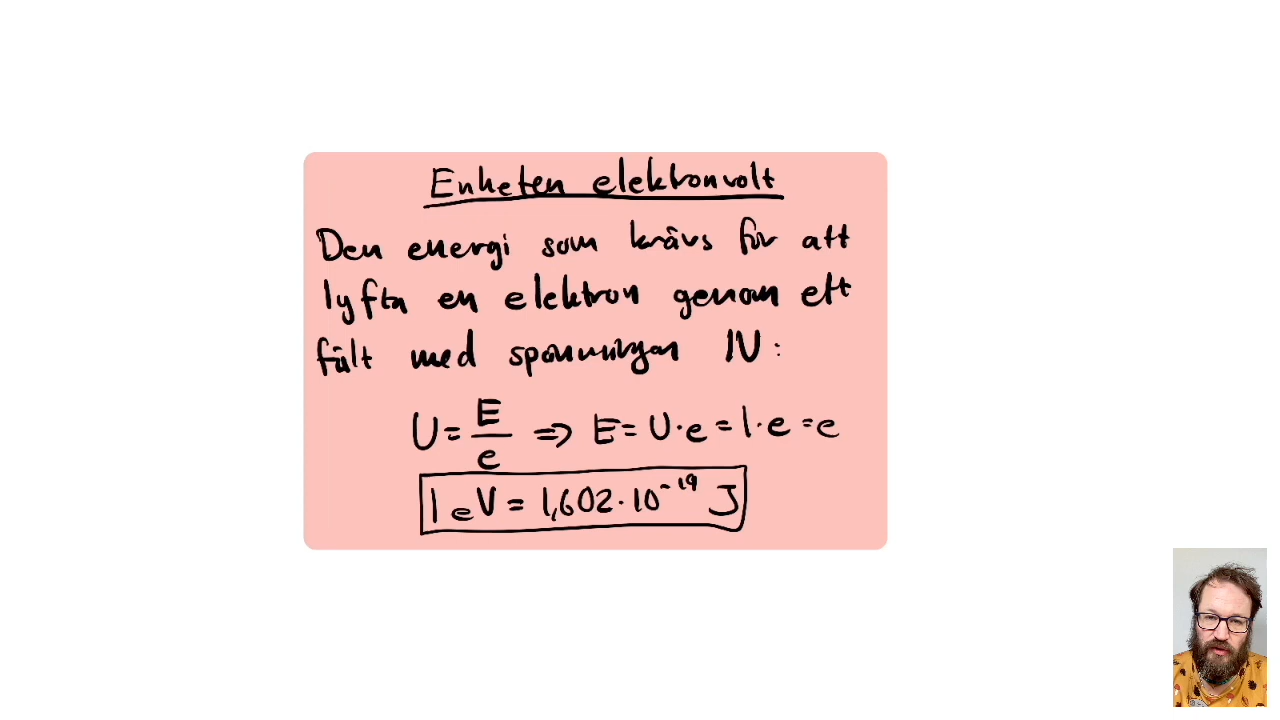 Enheten elektronvolt
Den energi som krävs för att
lyfta en elektron genom ett
fält med spänningen 1V:
U = E/e ⇒ E = U·e = 1·e = e
1 eV = 1,602·10⁻¹⁹ J